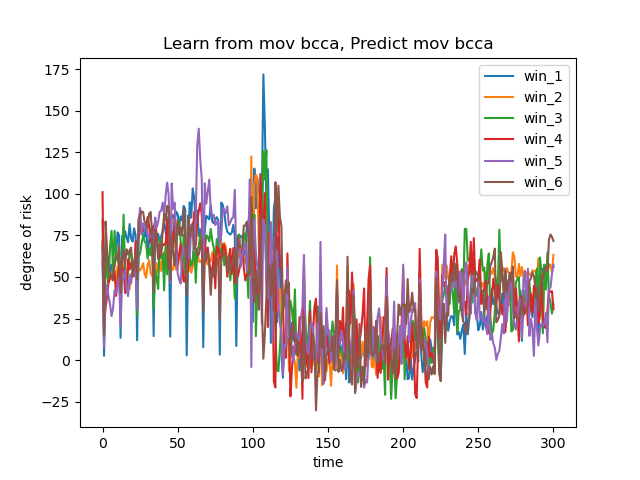 Learn from mov bcca, Predict mov bcca
degree of risk
175
150
125
100
75
50
25
0
−25
win_1
win_2
win_3
win_4
win_5
win_6
0 50 100 150 200 250 300
time